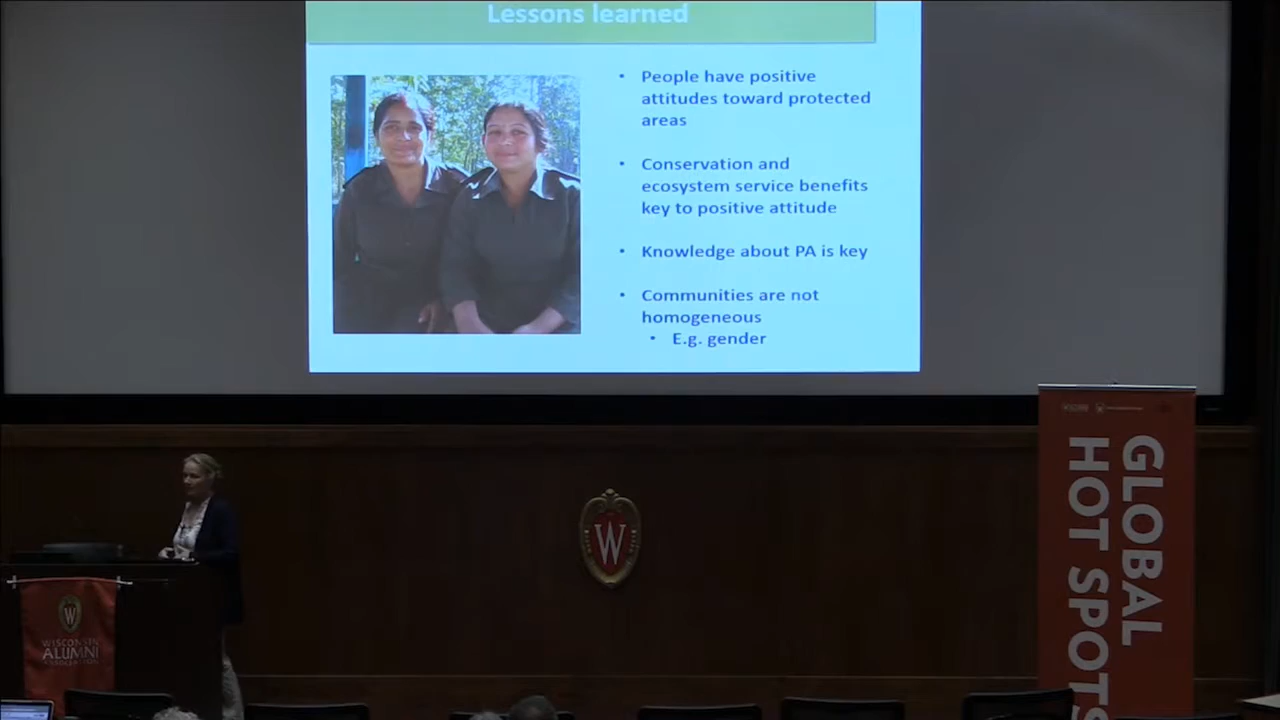 Lessons learned
• People have positive
attitudes toward protected
areas
• Conservation and
ecosystem service benefits
key to positive attitude
• Knowledge about PA is key
• Communities are not
homogeneous
• E.g. gender
W
W
WISCONSIN
ALUMNI
ASSOCIATION
GLOBAL
HOT SPOTS